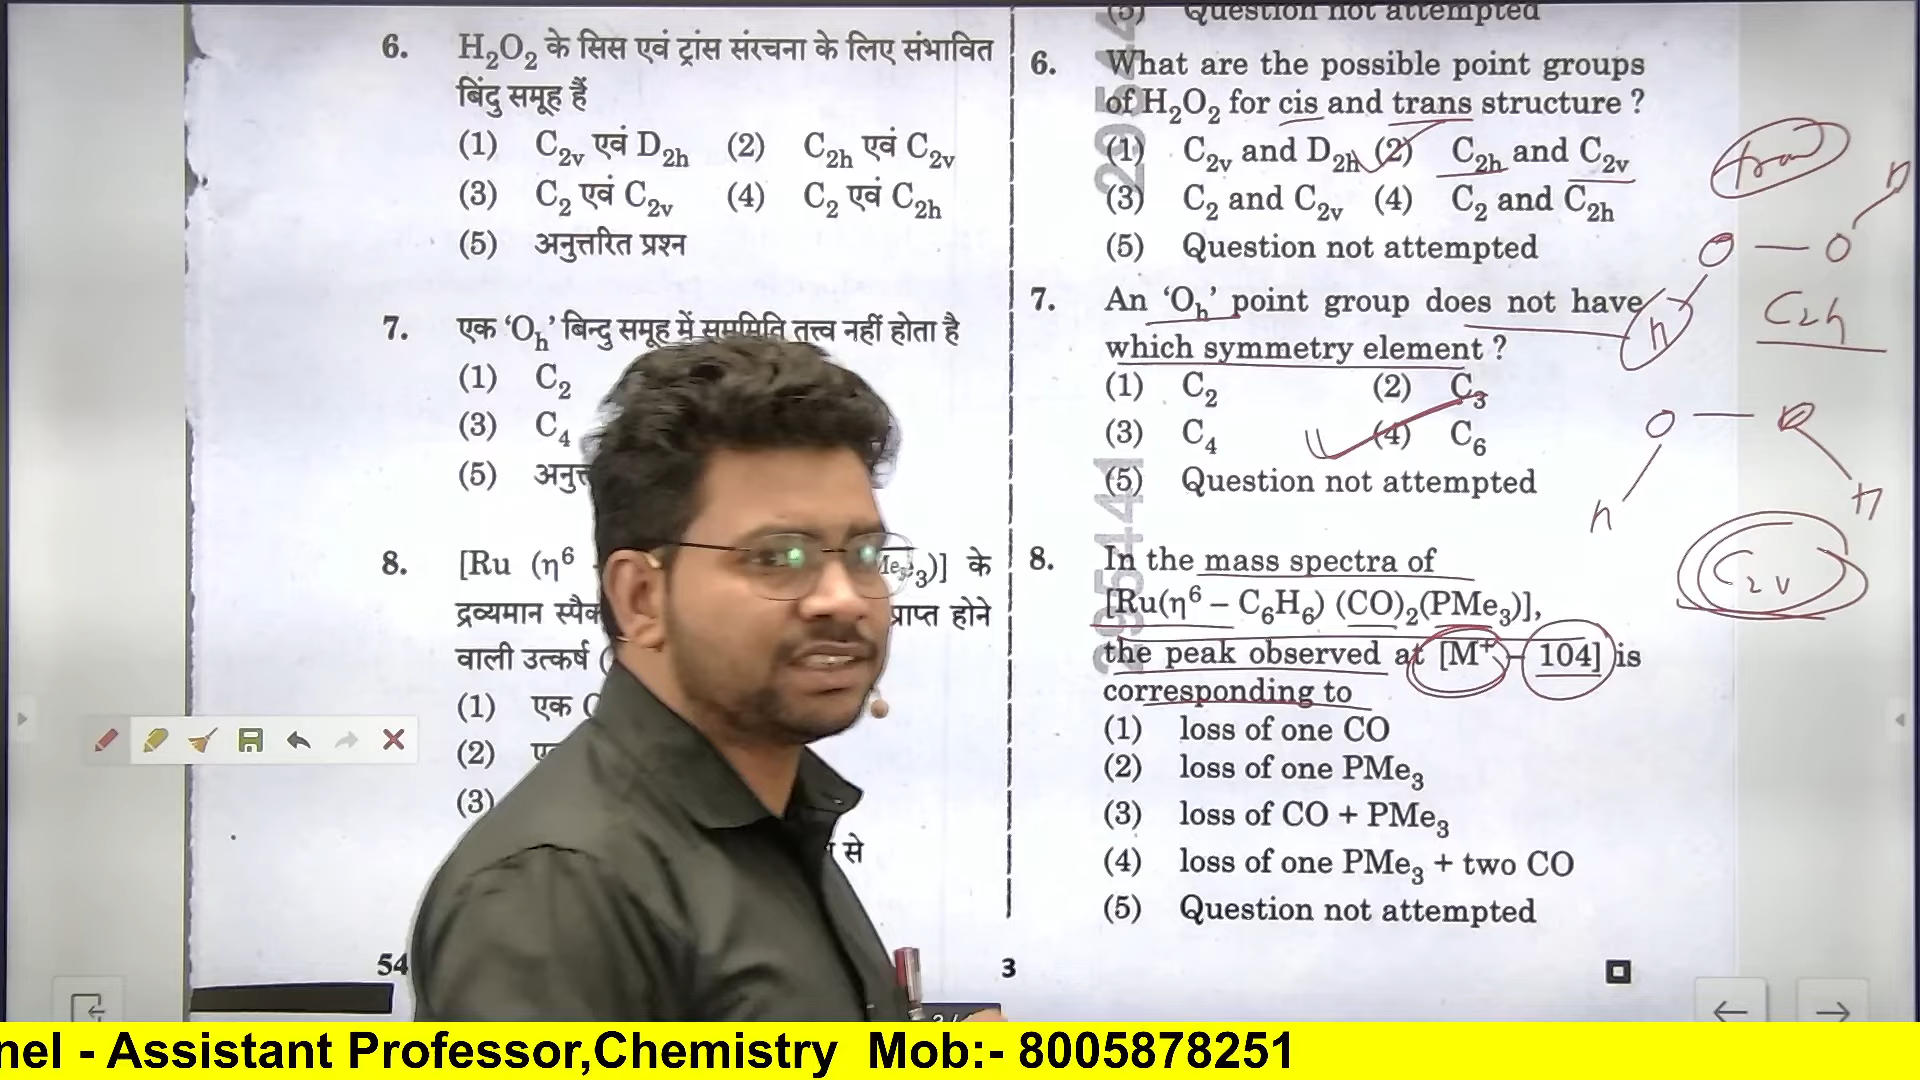 6. H₂O₂ के सिस एवं ट्रांस संरचना के लिए संभावित
बिंदु समूह हैं
(1) C₂ᵥ एवं D₂ₕ (2) C₂ₕ एवं C₂ᵥ
(3) C₂ एवं C₂ᵥ (4) C₂ एवं C₂ₕ
(5) अनुत्तरित प्रश्न
7. एक ‘Oₕ’ बिन्दु समूह में सममिति तत्त्व नहीं होता है
(1) C₂
(3) C₄
(5)
8. [Ru (η⁶ )] के
द्रव्यमान प्राप्त होने
वाली उत्कर्ष
(1) एक
(2)
(3)
से
54
(5) Question not attempted
6. What are the possible point groups
of H₂O₂ for cis and trans structure ?
(1) C₂ᵥ and D₂ₕ (2) C₂ₕ and C₂ᵥ
(3) C₂ and C₂ᵥ (4) C₂ and C₂ₕ
(5) Question not attempted
7. An ‘Oₕ’ point group does not have
which symmetry element ?
(1) C₂ (2) C₃
(3) C₄ (4) C₆
(5) Question not attempted
8. In the mass spectra of
[Ru(η⁶ – C₆H₆) (CO)₂(PMe₃)],
the peak observed at [M⁺ – 104] is
corresponding to
(1) loss of one CO
(2) loss of one PMe₃
(3) loss of CO + PMe₃
(4) loss of one PMe₃ + two CO
(5) Question not attempted
3
O — O
C2h
O
H
C2v
nel - Assistant Professor,Chemistry Mob:- 8005878251